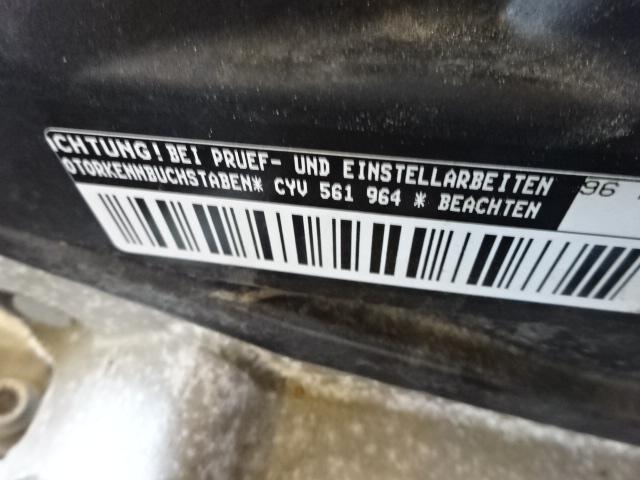 CHTUNG! BEI PRUEF- UND EINSTELLARBEITEN 96
OTORKENNBUCHSTABEN* CYV 561 964 * BEACHTEN